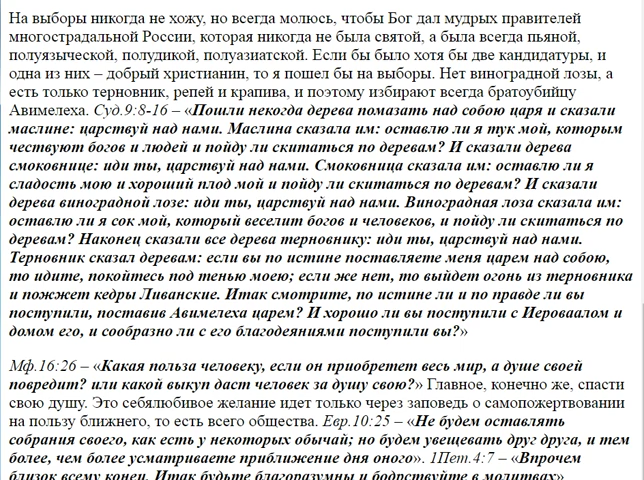 На выборы никогда не хожу, но всегда молюсь, чтобы Бог дал мудрых правителей
многострадальной России, которая никогда не была святой, а была всегда пьяной,
полуязыческой, полудикой, полуазиатской. Если бы было хотя бы две кандидатуры, и
одна из них – добрый христианин, то я пошел бы на выборы. Нет виноградной лозы, а
есть только терновник, репей и крапива, и поэтому избирают всегда братоубийцу
Авимелеха. Суд.9:8-16 – «Пошли некогда дерева помазать над собою царя и сказали
маслине: царствуй над нами. Маслина сказала им: оставлю ли я тук мой, которым
чествуют богов и людей и пойду ли скитаться по деревам? И сказали дерева
смоковнице: иди ты, царствуй над нами. Смоковница сказала им: оставлю ли я
сладость мою и хороший плод мой и пойду ли скитаться по деревам? И сказали
дерева виноградной лозе: иди ты, царствуй над нами. Виноградная лоза сказала им:
оставлю ли я сок мой, который веселит богов и человеков, и пойду ли скитаться по
деревам? Наконец сказали все дерева терновнику: иди ты, царствуй над нами.
Терновник сказал деревам: если вы по истине поставляете меня царем над собою,
то идите, покойтесь под тенью моею; если же нет, то выйдет огонь из терновника
и пожжет кедры Ливанские. Итак смотрите, по истине ли и по правде ли вы
поступили, поставив Авимелеха царем? И хорошо ли вы поступили с Иероваалом и
домом его, и сообразно ли с его благодеяниями поступили вы?»
Мф.16:26 – «Какая польза человеку, если он приобретет весь мир, а душе своей
повредит? или какой выкуп даст человек за душу свою?» Главное, конечно же, спасти
свою душу. Это себялюбивое желание идет только через заповедь о самопожертвовании
на пользу ближнего, то есть всего общества. Евр.10:25 – «Не будем оставлять
собрания своего, как есть у некоторых обычай; но будем увещевать друг друга, и тем
более, чем более усматриваете приближение дня оного». 1Пет.4:7 – «Впрочем
близок всему конец. Итак будьте благоразумны и бодрствуйте в молитвах»